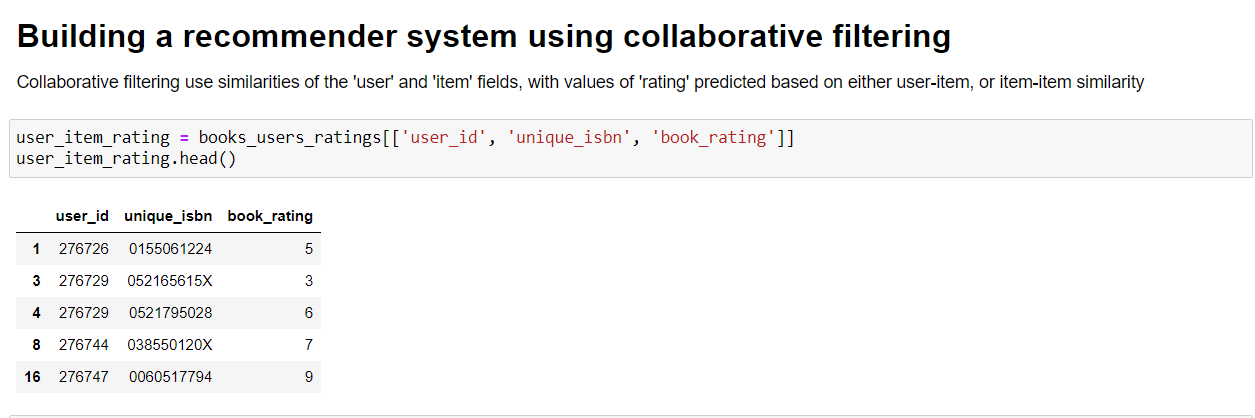 Building a recommender system using collaborative filtering
Collaborative filtering use similarities of the 'user' and 'item' fields, with values of 'rating' predicted based on either user-item, or item-item similarity
user_item_rating = books_users_ratings[['user_id', 'unique_isbn', 'book_rating']]
user_item_rating.head()
user_id unique_isbn book_rating
1 276726 0155061224 5
3 276729 052165615X 3
4 276729 0521795028 6
8 276744 038550120X 7
16 276747 0060517794 9